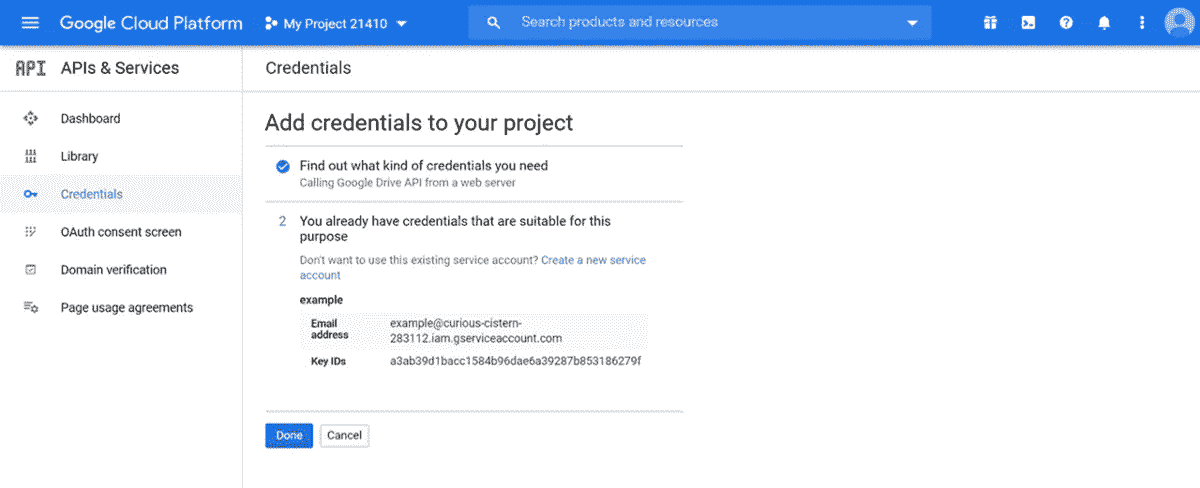 Google Cloud Platform My Project 21410 Search products and resources
API APIs & Services Credentials
Dashboard
Library
Credentials
OAuth consent screen
Domain verification
Page usage agreements
Add credentials to your project
Find out what kind of credentials you need
Calling Google Drive API from a web server
2 You already have credentials that are suitable for this
purpose
Don't want to use this existing service account? Create a new service
account
example
Email
address
example@curious-cistern-
283112.iam.gserviceaccount.com
Key IDs a3ab39d1bacc1584b96dae6a39287b853186279f
Done Cancel